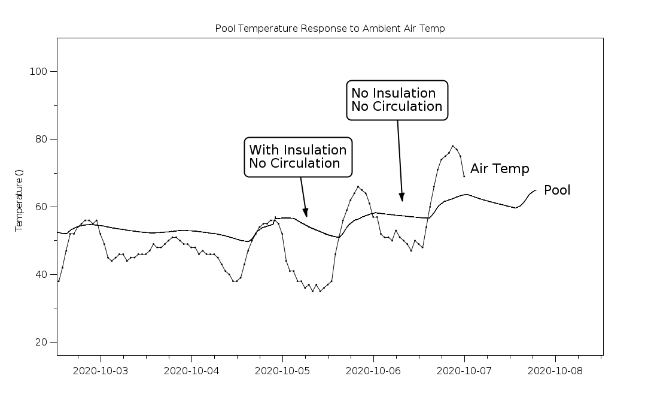 Pool Temperature Response to Ambient Air Temp
Temperature ()
100
80
60
40
20
With Insulation
No Circulation
No Insulation
No Circulation
Air Temp
Pool
2020-10-03
2020-10-04
2020-10-05
2020-10-06
2020-10-07
2020-10-08